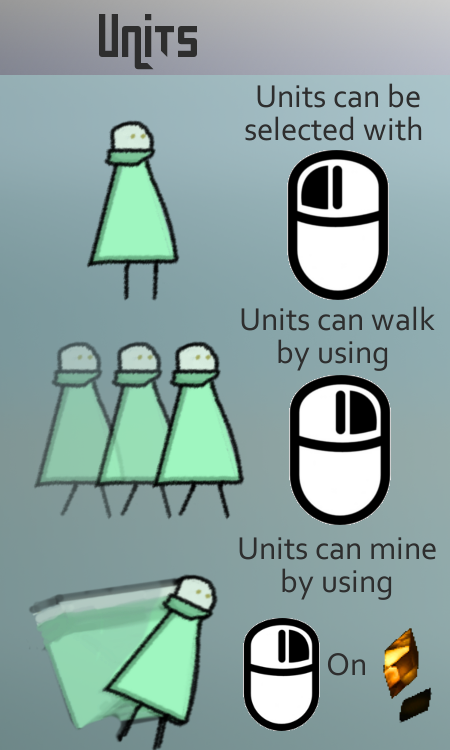 Units
Units can be
selected with
Units can walk
by using
Units can mine
by using
On